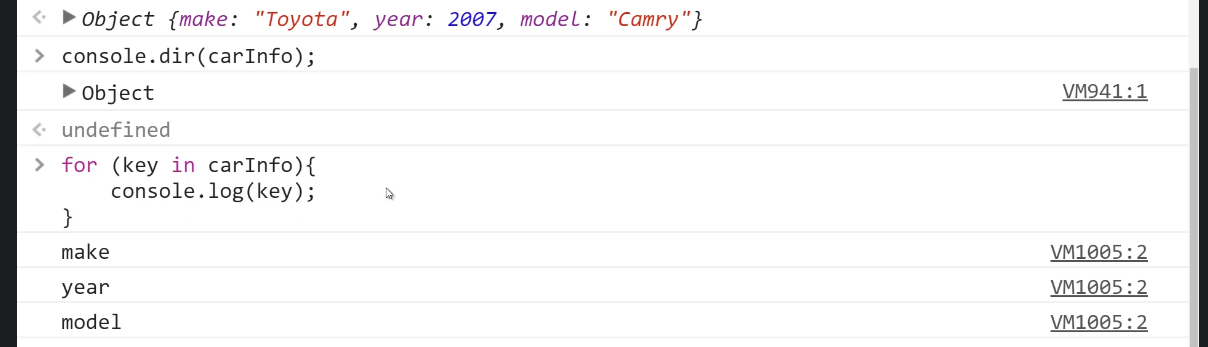 Object {make: "Toyota", year: 2007, model: "Camry"}
console.dir(carInfo);
Object VM941:1
undefined
for (key in carInfo){
    console.log(key);
}
make VM1005:2
year VM1005:2
model VM1005:2